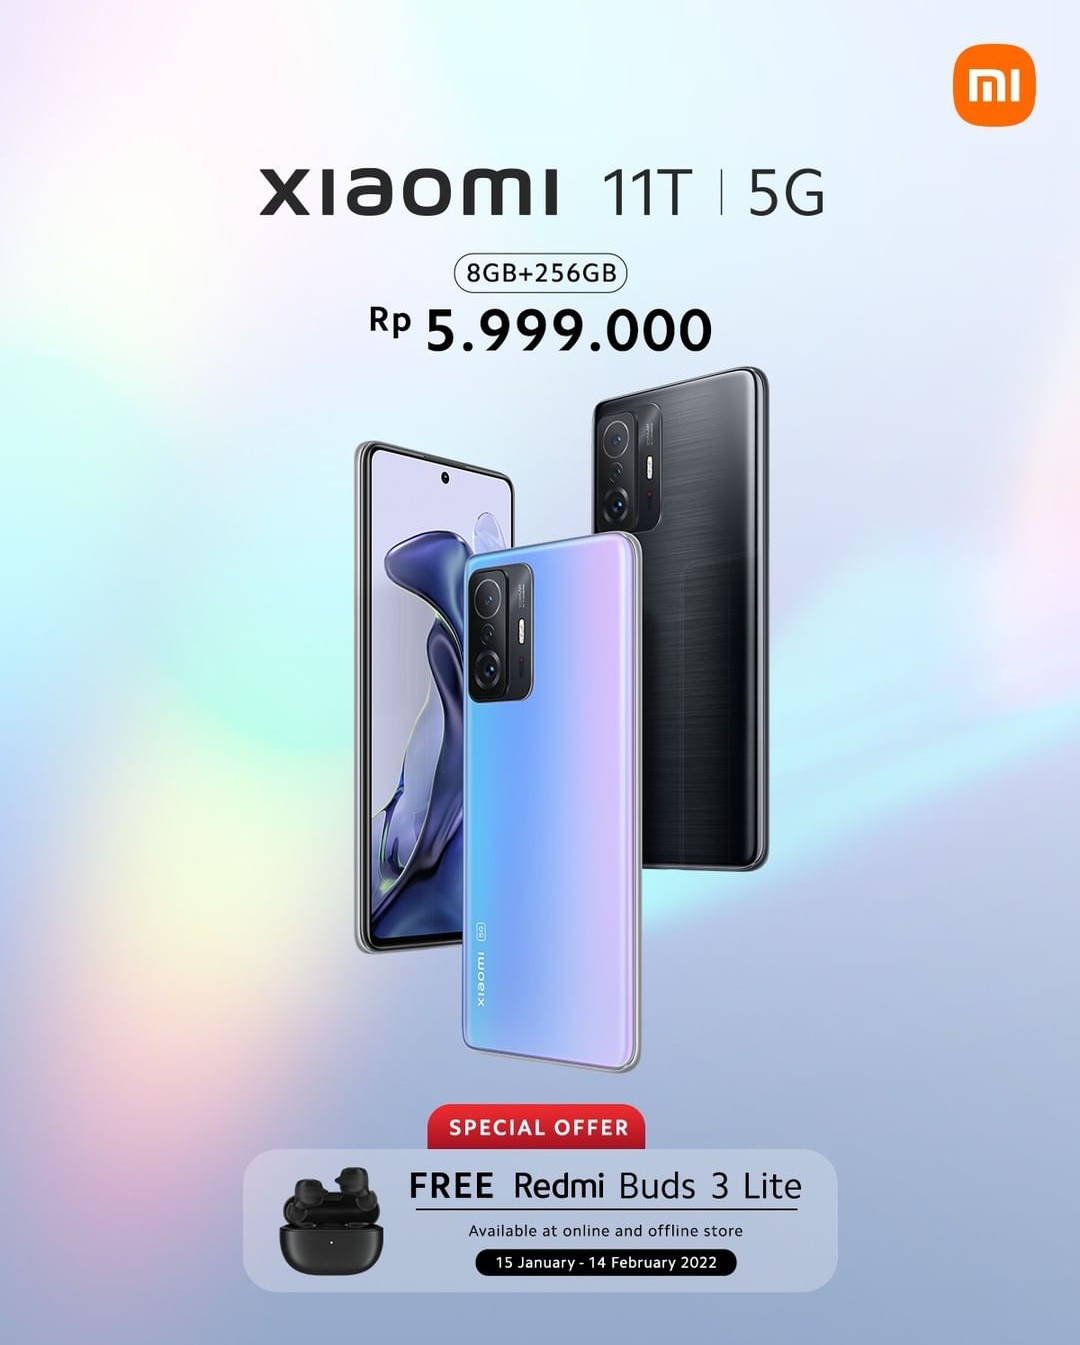 mi
xiaomi 11T | 5G
8GB+256GB
Rp 5.999.000
xiaomi 5G
SPECIAL OFFER
FREE Redmi Buds 3 Lite
Available at online and offline store
15 January - 14 February 2022